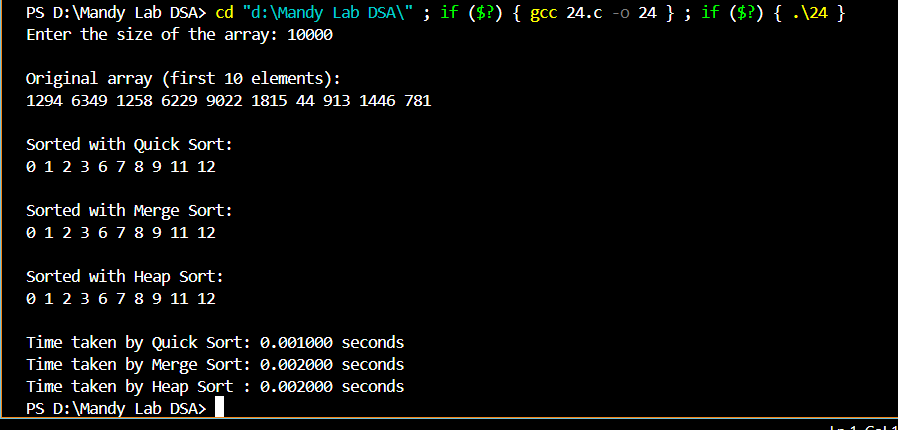 PS D:\Mandy Lab DSA> cd "d:\Mandy Lab DSA\" ; if ($?) { gcc 24.c -o 24 } ; if ($?) { .\24 }
Enter the size of the array: 10000
Original array (first 10 elements):
1294 6349 1258 6229 9022 1815 44 913 1446 781
Sorted with Quick Sort:
0 1 2 3 6 7 8 9 11 12
Sorted with Merge Sort:
0 1 2 3 6 7 8 9 11 12
Sorted with Heap Sort:
0 1 2 3 6 7 8 9 11 12
Time taken by Quick Sort: 0.001000 seconds
Time taken by Merge Sort: 0.002000 seconds
Time taken by Heap Sort : 0.002000 seconds
PS D:\Mandy Lab DSA>